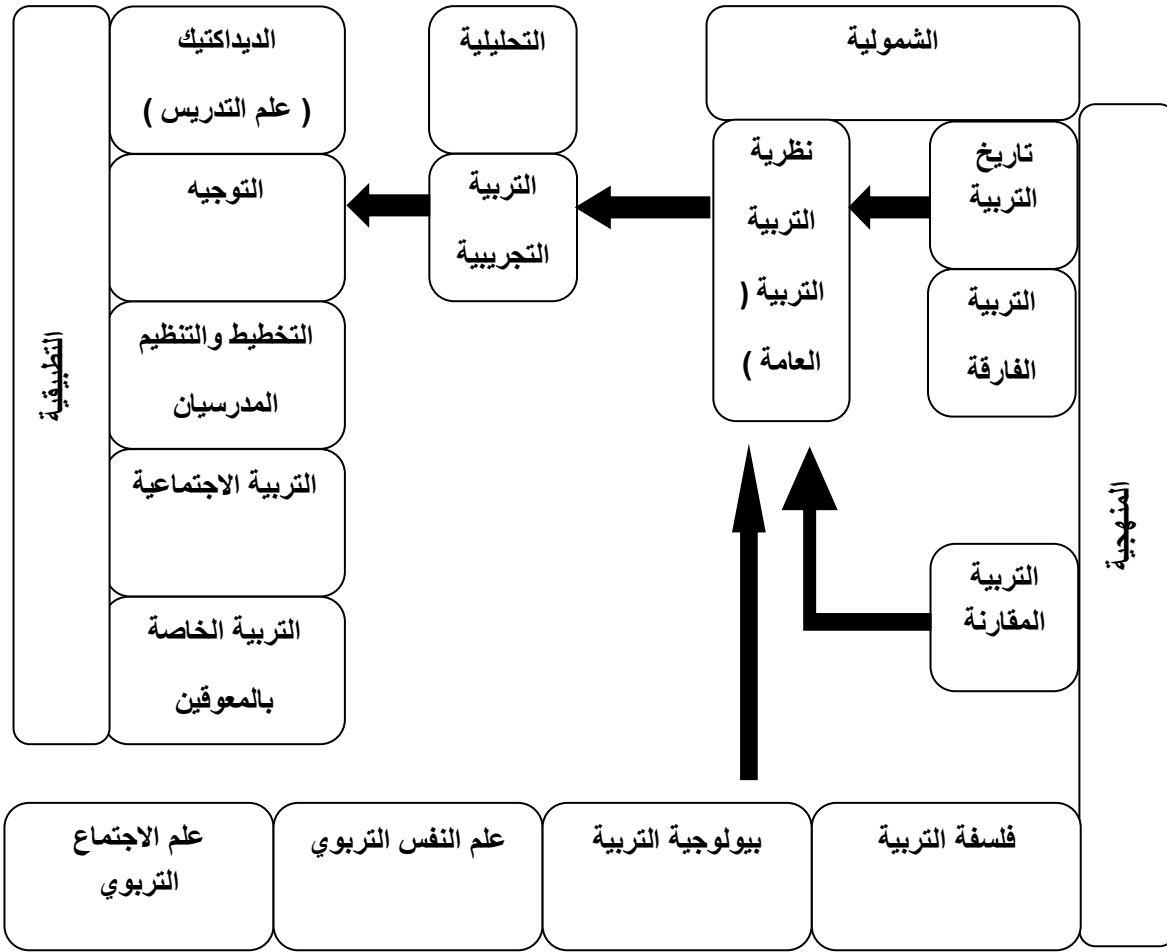 الشمولية
التحليلية
الديداكتيك
( علم التدريس )
المنهجية
تاريخ
التربية
التربية
الفارقة
التربية
المقارنة
نظرية
التربية
التربية (
العامة )
التربية
التجريبية
التوجيه
التخطيط والتنظيم
المدرسيان
التربية الاجتماعية
التربية الخاصة
بالمعوقين
التطبيقية
فلسفة التربية
بيولوجية التربية
علم النفس التربوي
علم الاجتماع
التربوي